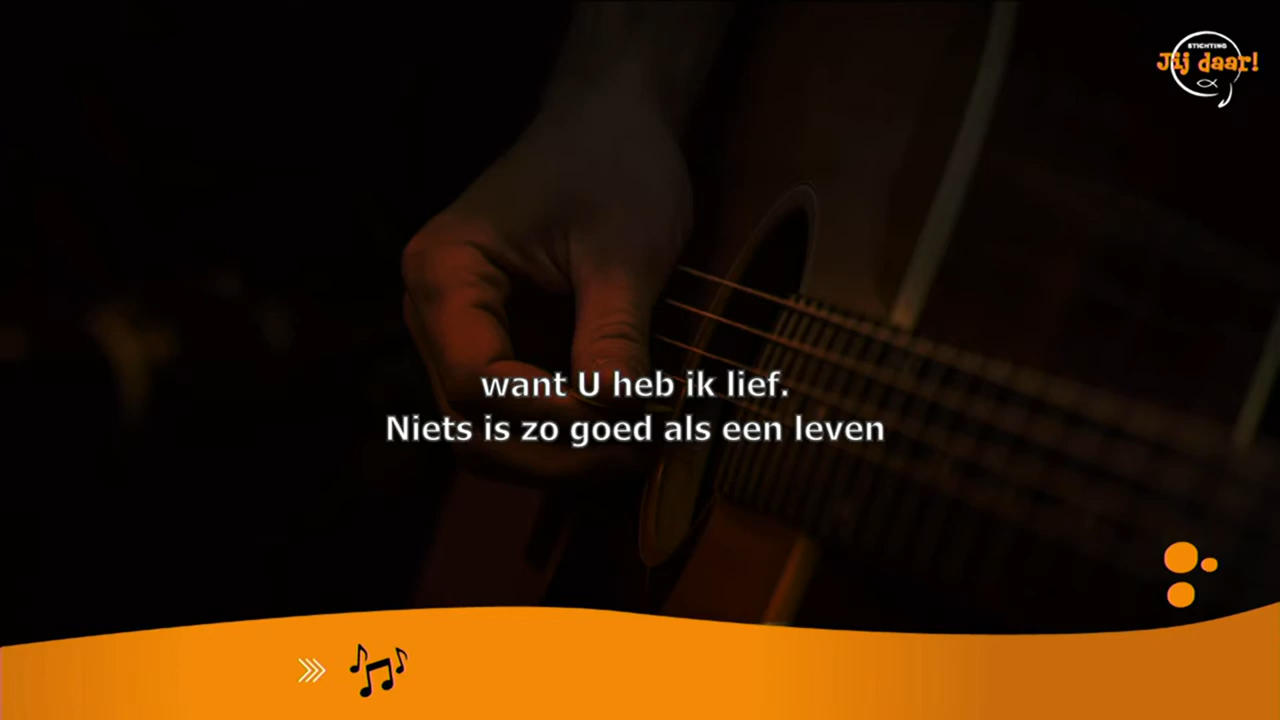 STICHTING
Jij daar!
want U heb ik lief.
Niets is zo goed als een leven